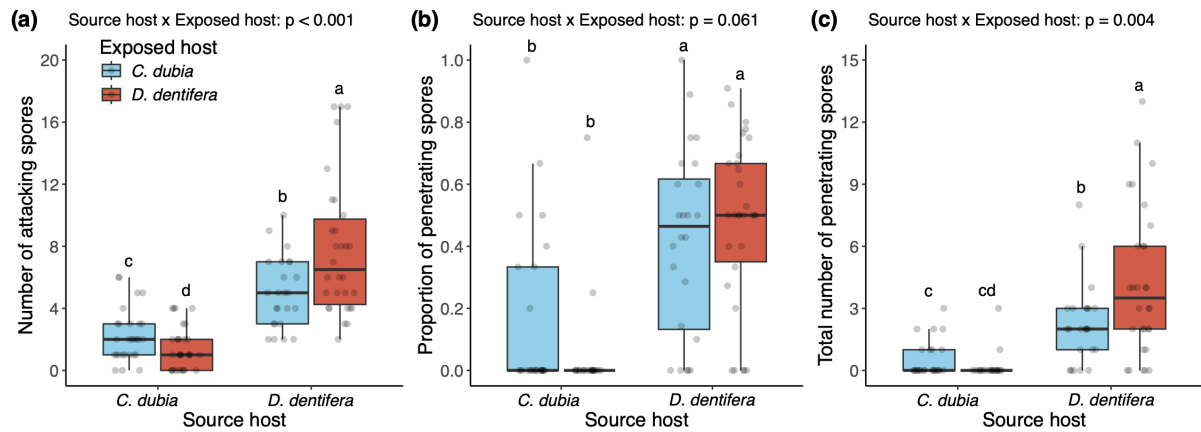 (a)
Source host x Exposed host: p < 0.001
Exposed host
C. dubia
D. dentifera
Number of attacking spores
20
16
12
8
4
0
c
d
b
a
C. dubia
D. dentifera
Source host
(b)
Source host x Exposed host: p = 0.061
Proportion of penetrating spores
1.0
0.8
0.6
0.4
0.2
0.0
b
b
a
a
C. dubia
D. dentifera
Source host
(c)
Source host x Exposed host: p = 0.004
Total number of penetrating spores
15
12
9
6
3
0
c
cd
b
a
C. dubia
D. dentifera
Source host